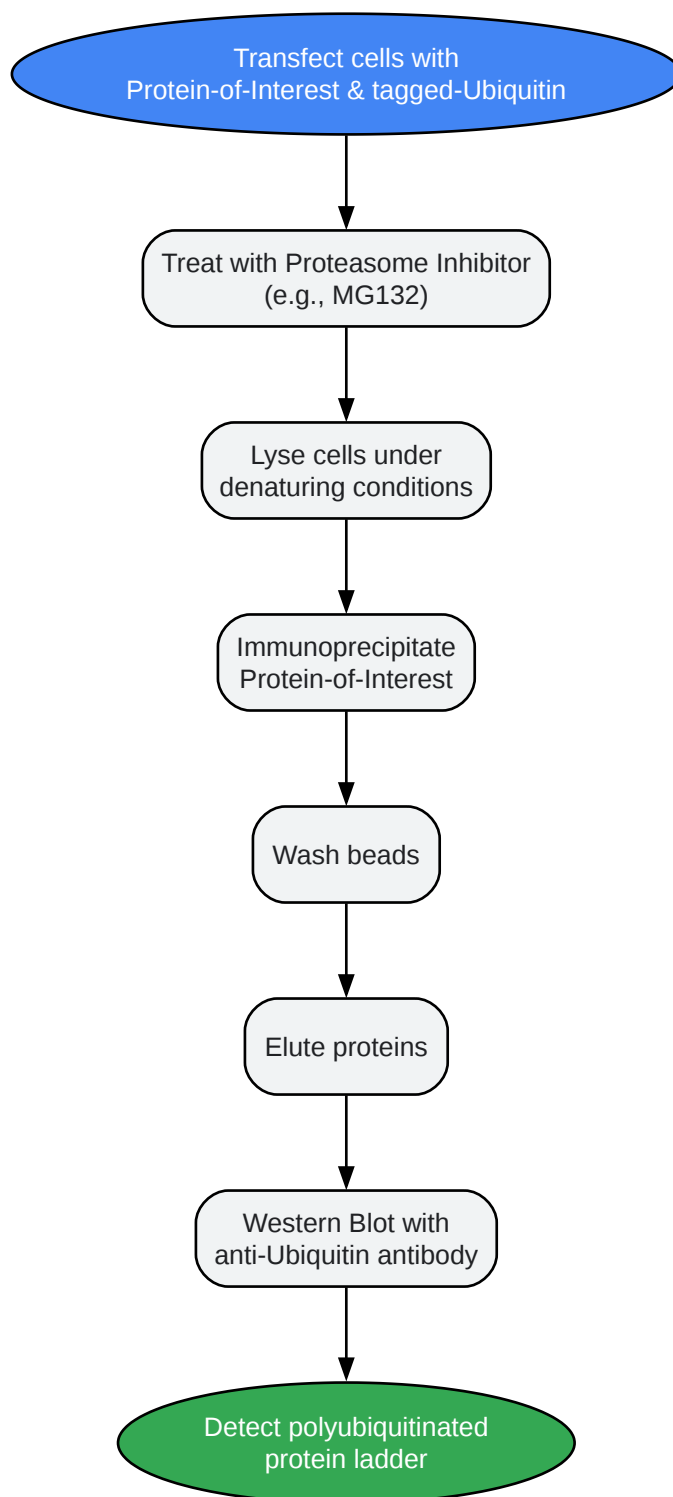 Transfect cells with
Protein-of-Interest & tagged-Ubiquitin
Treat with Proteasome Inhibitor
(e.g., MG132)
Lyse cells under
denaturing conditions
Immunoprecipitate
Protein-of-Interest
Wash beads
Elute proteins
Western Blot with
anti-Ubiquitin antibody
Detect polyubiquitinated
protein ladder